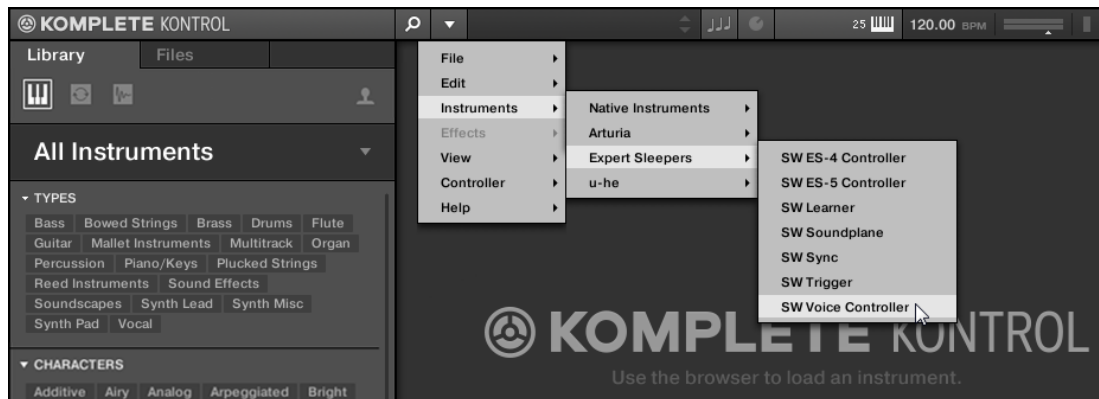 KOMPLETE KONTROL
25
120.00 BPM
Library
Files
All Instruments
TYPES
Bass Bowed Strings Brass Drums Flute
Guitar Mallet Instruments Multitrack Organ
Percussion Piano/Keys Plucked Strings
Reed Instruments Sound Effects
Soundscapes Synth Lead Synth Misc
Synth Pad Vocal
CHARACTERS
Additive Airy Analog Arpeggiated Bright
File
Edit
Instruments
Effects
View
Controller
Help
Native Instruments
Arturia
Expert Sleepers
u-he
SW ES-4 Controller
SW ES-5 Controller
SW Learner
SW Soundplane
SW Sync
SW Trigger
SW Voice Controller
KOMPLETE KONTROL
Use the browser to load an instrument.